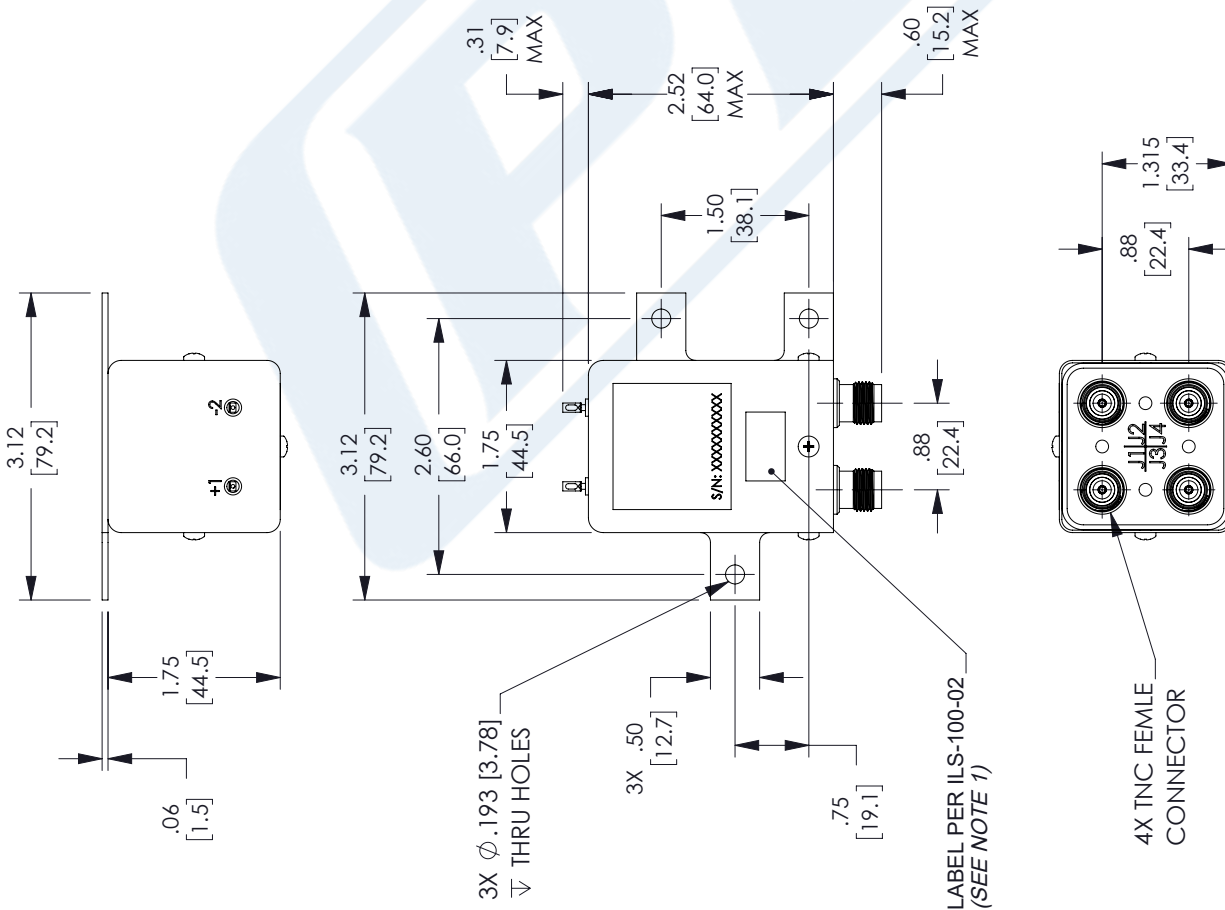 3.12
[79.2]
.06
[1.5]
1.75
[44.5]
+1
-2
3.12
[79.2]
2.60
[66.0]
1.75
[44.5]
.31
[7.9]
MAX
2.52
[64.0]
MAX
1.50
[38.1]
.60
[15.2]
MAX
3X ∅ .193 [3.78]
↧ THRU HOLES
3X .50
[12.7]
.75
[19.1]
S/N: XXXXXXXXXX
.88
[22.4]
LABEL PER ILS-100-02
(SEE NOTE 1)
4X TNC FEMLE
CONNECTOR
J1|J2
J3|J4
.88
[22.4]
1.315
[33.4]